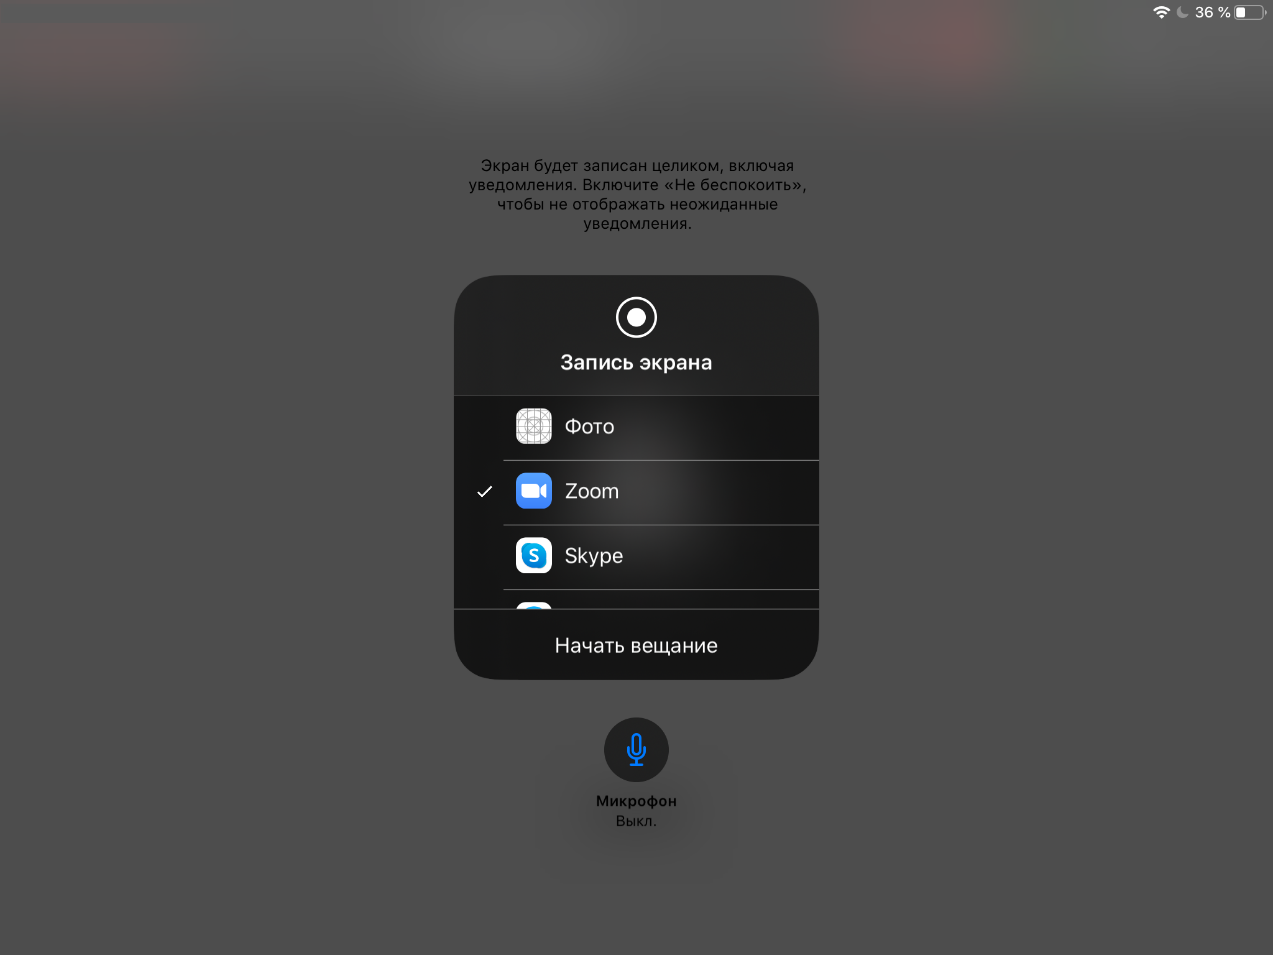 36 %
Экран будет записан целиком, включая
уведомления. Включите «Не беспокоить»,
чтобы не отображать неожиданные
уведомления.
Запись экрана
Фото
Zoom
Skype
Начать вещание
Микрофон
Выкл.